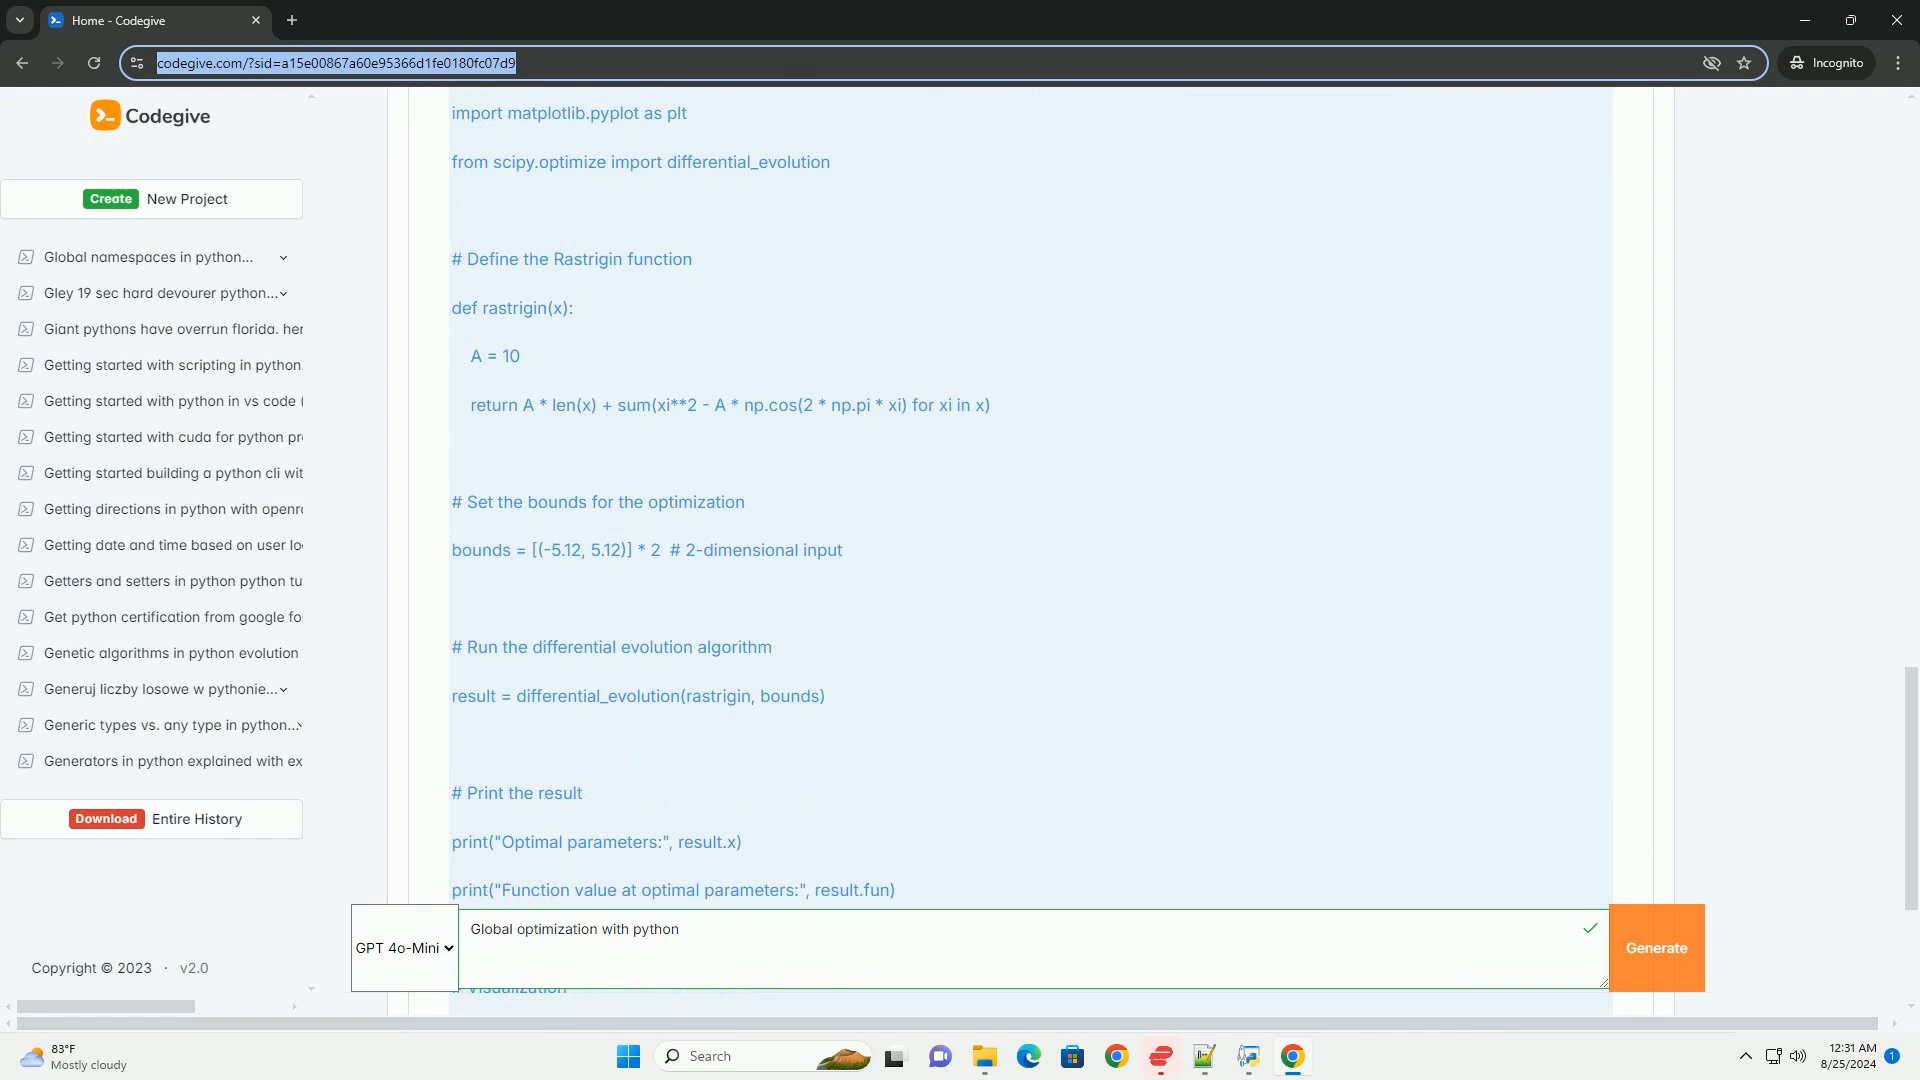 Home - Codegive
codegive.com/?sid=a15e00867a60e95366d1fe0180fc07d9
Incognito
Codegive
Create New Project
Global namespaces in python...
Gley 19 sec hard devourer python...
Giant pythons have overrun florida. her
Getting started with scripting in python.
Getting started with python in vs code (
Getting started with cuda for python pr
Getting started building a python cli wit
Getting directions in python with openr
Getting date and time based on user lo
Getters and setters in python python tu
Get python certification from google fo
Genetic algorithms in python evolution
Generuj liczby losowe w pythonie...
Generic types vs. any type in python...
Generators in python explained with ex
Download Entire History
Copyright © 2023 · v2.0
import matplotlib.pyplot as plt
from scipy.optimize import differential_evolution
# Define the Rastrigin function
def rastrigin(x):
A = 10
return A * len(x) + sum(xi**2 - A * np.cos(2 * np.pi * xi) for xi in x)
# Set the bounds for the optimization
bounds = [(-5.12, 5.12)] * 2  # 2-dimensional input
# Run the differential evolution algorithm
result = differential_evolution(rastrigin, bounds)
# Print the result
print("Optimal parameters:", result.x)
print("Function value at optimal parameters:", result.fun)
GPT 4o-Mini
Global optimization with python
Generate
# Visualization
83°F
Mostly cloudy
Search
12:31 AM
8/25/2024
1